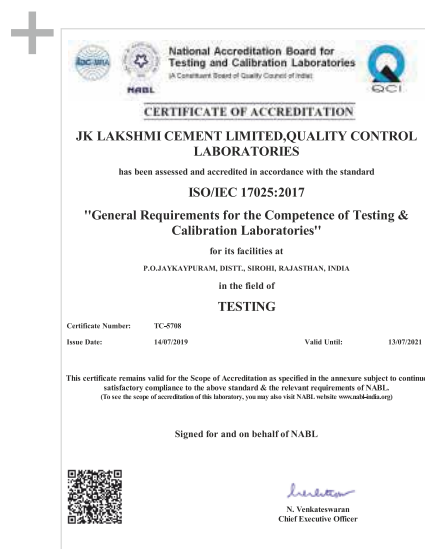 ilac-MRA
NABL
National Accreditation Board for
Testing and Calibration Laboratories
(A Constituent Board of Quality Council of India)
QCI
CERTIFICATE OF ACCREDITATION
JK LAKSHMI CEMENT LIMITED,QUALITY CONTROL
LABORATORIES
has been assessed and accredited in accordance with the standard
ISO/IEC 17025:2017
"General Requirements for the Competence of Testing &
Calibration Laboratories"
for its facilities at
P.O.JAYKAYPURAM, DISTT., SIROHI, RAJASTHAN, INDIA
in the field of
TESTING
Certificate Number: TC-5708
Issue Date: 14/07/2019 Valid Until: 13/07/2021
This certificate remains valid for the Scope of Accreditation as specified in the annexure subject to continue
satisfactory compliance to the above standard & the relevant requirements of NABL.
(To see the scope of accreditation of this laboratory, you may also visit NABL website www.nabl-india.org)
Signed for and on behalf of NABL
N. Venkateswaran
Chief Executive Officer